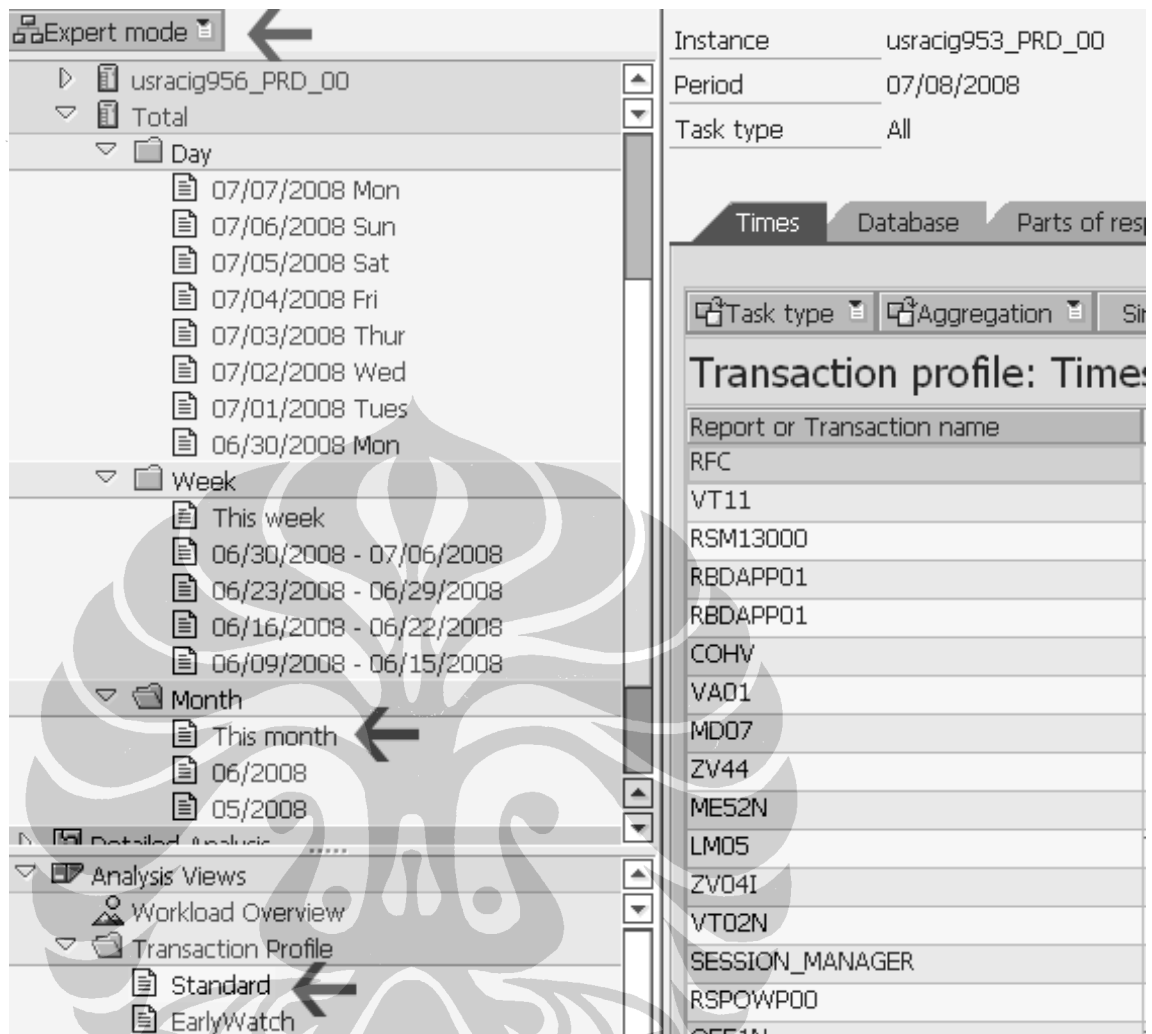 Expert mode
usracig956_PRD_00
Total
Day
07/07/2008 Mon
07/06/2008 Sun
07/05/2008 Sat
07/04/2008 Fri
07/03/2008 Thur
07/02/2008 Wed
07/01/2008 Tues
06/30/2008 Mon
Week
This week
06/30/2008 - 07/06/2008
06/23/2008 - 06/29/2008
06/16/2008 - 06/22/2008
06/09/2008 - 06/15/2008
Month
This month
06/2008
05/2008
Detailed Analysis
Analysis Views
Workload Overview
Transaction Profile
Standard
EarlyWatch
Instance usracig953_PRD_00
Period 07/08/2008
Task type All
Times Database Parts of resp
Task type Aggregation Sin
Transaction profile: Times
Report or Transaction name
RFC
VT11
RSM13000
RBDAPP01
RBDAPP01
COHV
VA01
MD07
ZV44
ME52N
LM05
ZV04I
VT02N
SESSION_MANAGER
RSPOWP00